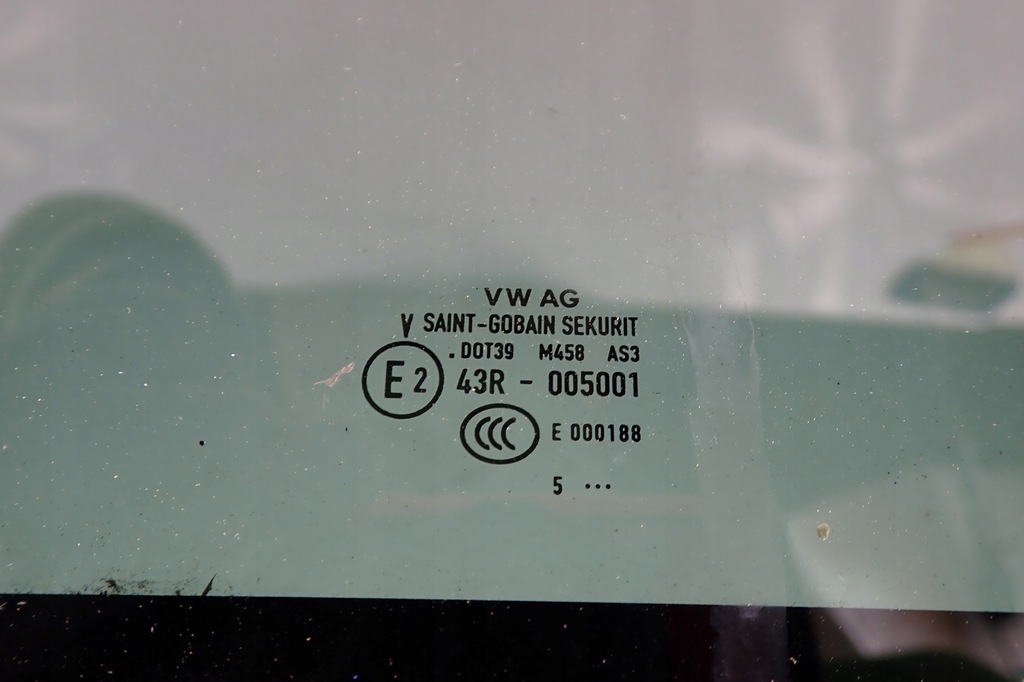 VW AG
V SAINT-GOBAIN SEKURIT
. DOT39 M458 AS3
E2 43R - 005001
CCC E 000188
5 ...